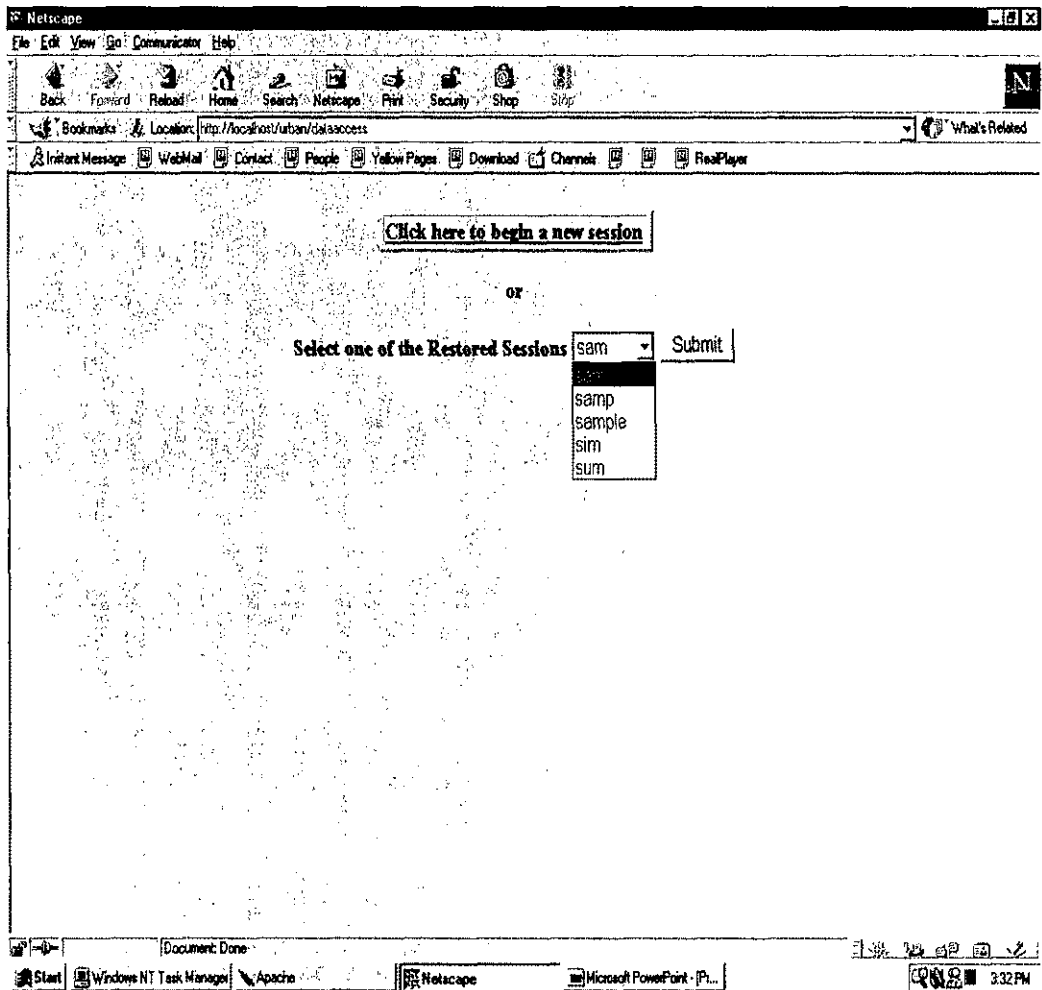 Netscape
File Edit View Go Communicator Help
Back Forward Reload Home Search Netscape Print Security Shop Stop
N
Bookmarks Location: http://localhost/urban/dataaccess What's Related
Instant Message WebMail Contact People Yellow Pages Download Channels RealPlayer
Click here to begin a new session
or
Select one of the Restored Sessions sam Submit
sam
samp
sample
sim
sum
Document: Done
Start Windows NT Task Manager Apache Netscape Microsoft PowerPoint - [Pr... 3:32 PM